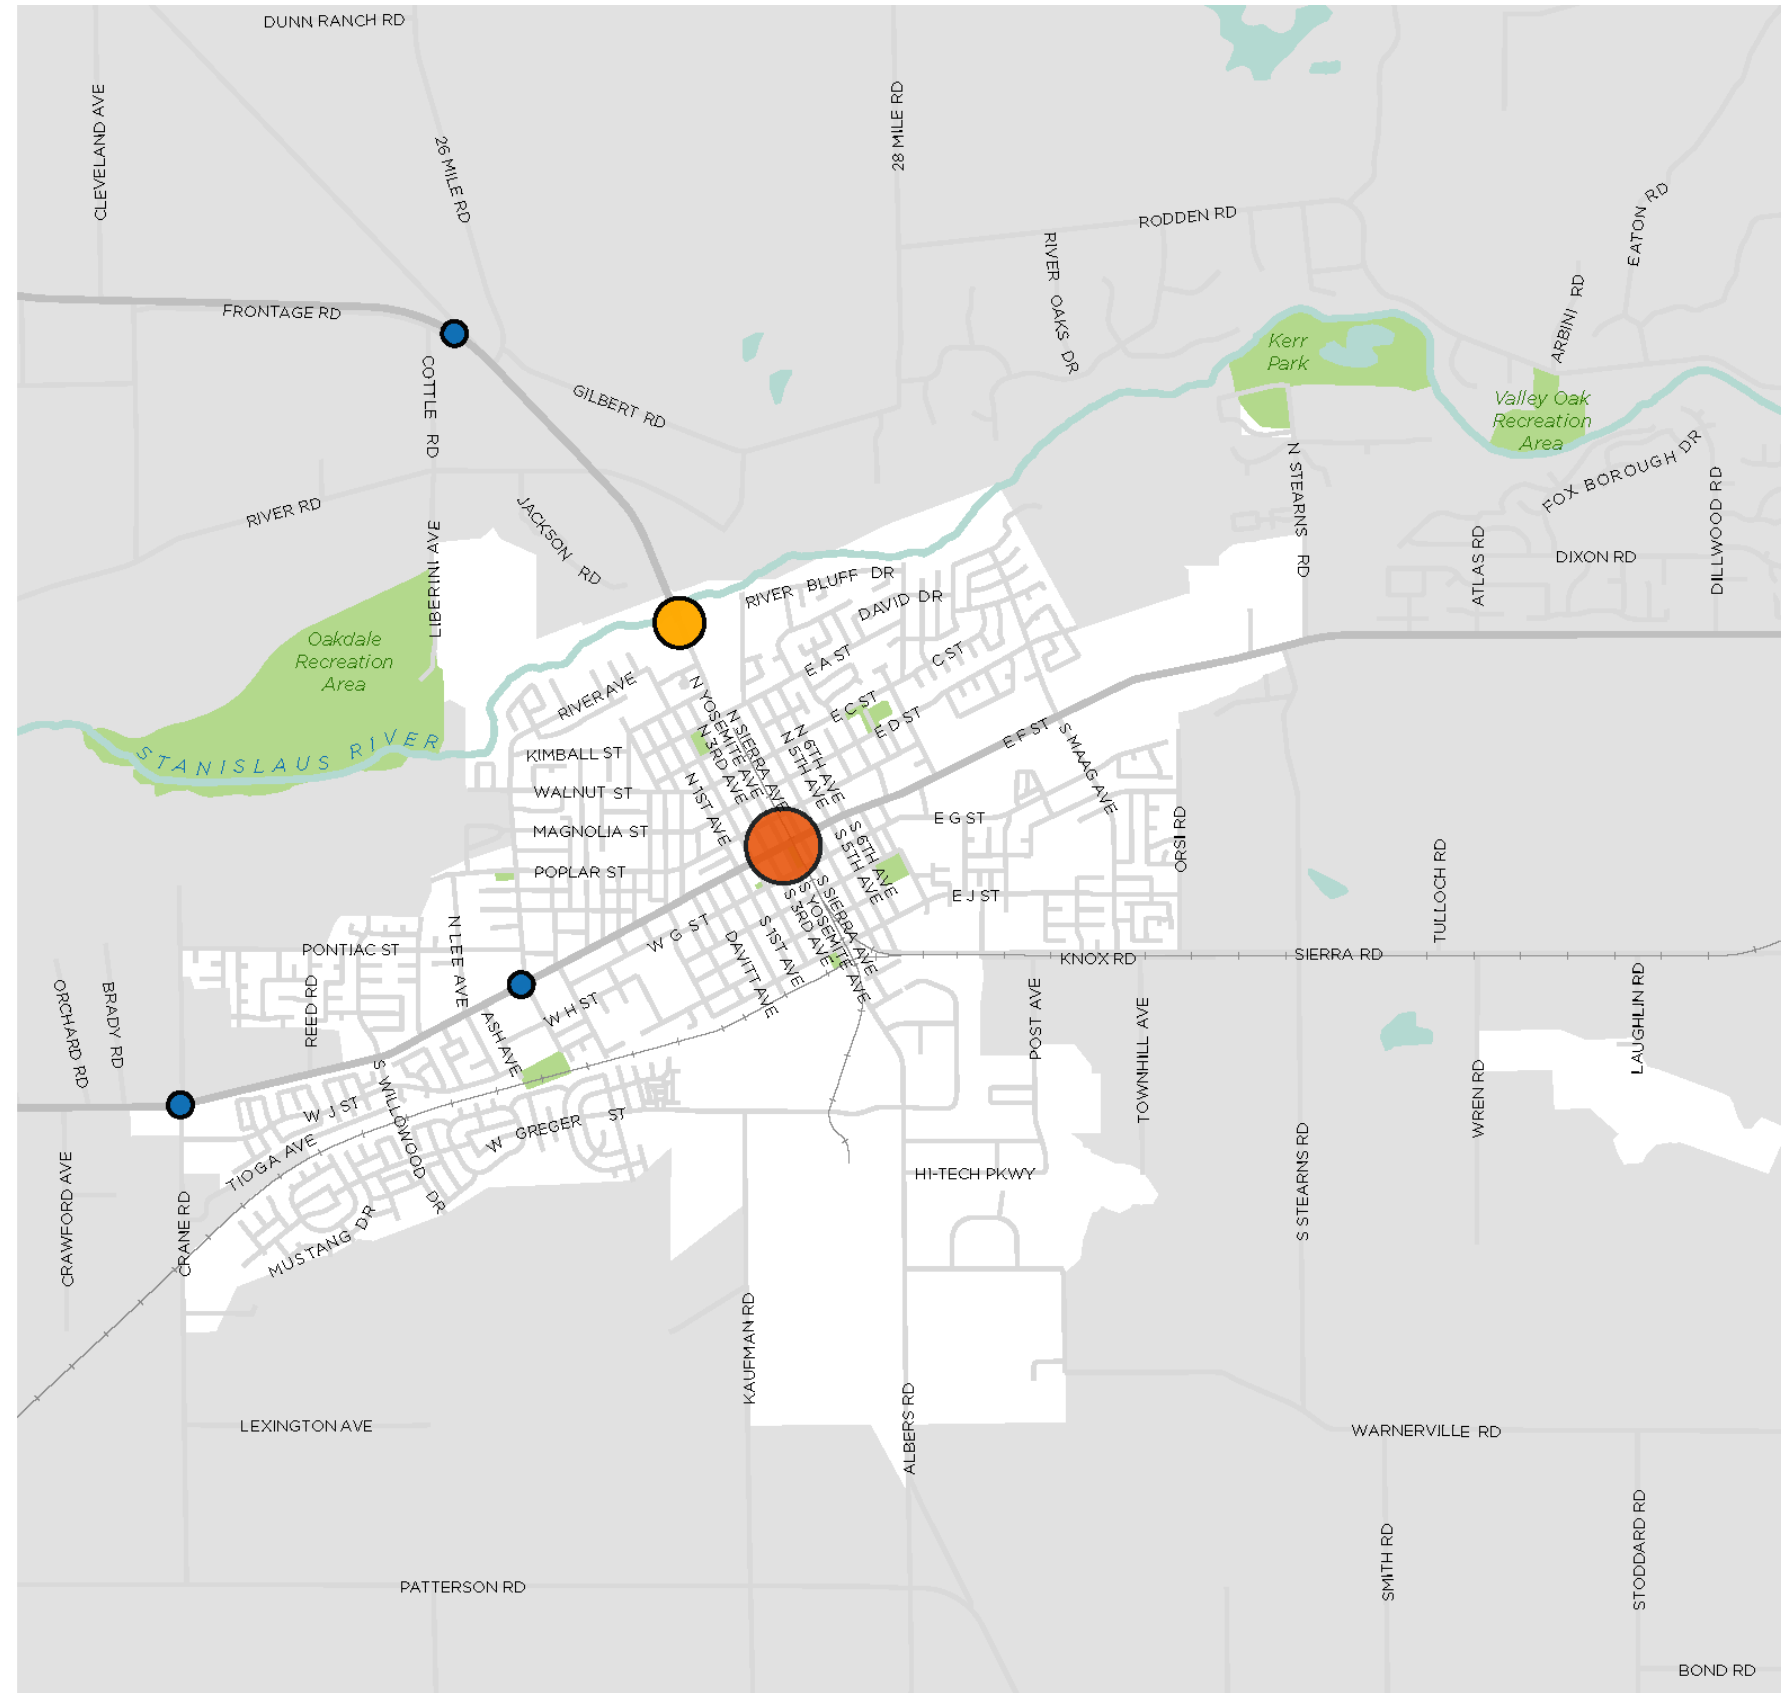 DUNN RANCH RD
CLEVELAND AVE
26 MILE RD
28 MILE RD
RODDEN RD
EATON RD
RIVER OAKS DR
ARBINI RD
FRONTAGE RD
Kerr
Park
COTTLE RD
GILBERT RD
Valley Oak
Recreation
Area
N STEARNS RD
FOX BOROUGH DR
DILLWOOD RD
RIVER RD
JACKSON RD
LIBERINI AVE
ATLAS RD
DIXON RD
RIVER BLUFF DR
DAVID DR
Oakdale
Recreation
Area
E A ST
C ST
RIVER AVE
N YOSEMITE AVE
N SIERRA AVE
N 3RD AVE
E C ST
E D ST
E F ST
S MAAG AVE
STANISLAUS RIVER
KIMBALL ST
N 6TH AVE
N 5TH AVE
WALNUT ST
N 1ST AVE
MAGNOLIA ST
E G ST
ORSI RD
S 6TH AVE
S 5TH AVE
POPLAR ST
E J ST
TULLOCH RD
S SIERRA AVE
S YOSEMITE AVE
S 3RD AVE
S 1ST AVE
DAVITT AVE
W G ST
N LEE AVE
PONTIAC ST
KNOX RD
SIERRA RD
ORCHARD RD
BRADY RD
REED RD
W H ST
ASH AVE
POST AVE
TOWNHILL AVE
LAUGHLIN RD
WREN RD
S WILLOWOOD DR
W J ST
W GREGER ST
TIOGA AVE
HI-TECH PKWY
CRAWFORD AVE
CRANE RD
MUSTANG DR
S STEARNS RD
KAUFMAN RD
ALBERS RD
LEXINGTON AVE
WARNERVILLE RD
SMITH RD
STODDARD RD
PATTERSON RD
BOND RD